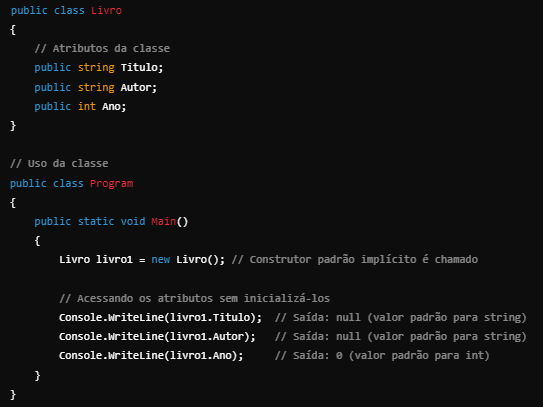 public class Livro
{
    // Atributos da classe
    public string Titulo;
    public string Autor;
    public int Ano;
}

// Uso da classe
public class Program
{
    public static void Main()
    {
        Livro livro1 = new Livro(); // Construtor padrão implícito é chamado

        // Acessando os atributos sem inicializá-los
        Console.WriteLine(livro1.Titulo);  // Saída: null (valor padrão para string)
        Console.WriteLine(livro1.Autor);   // Saída: null (valor padrão para string)
        Console.WriteLine(livro1.Ano);     // Saída: 0 (valor padrão para int)
    }
}